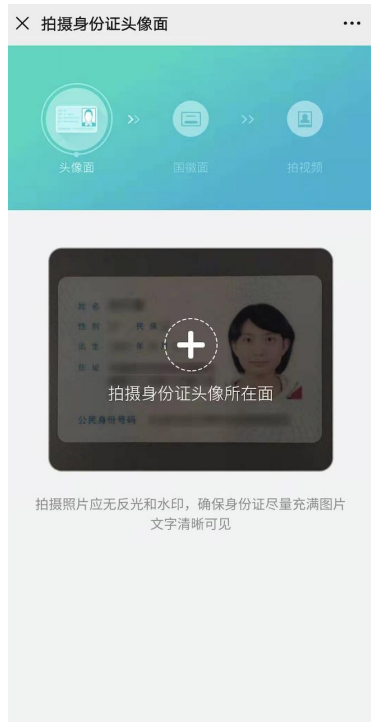 拍摄身份证头像面
头像面
国徽面
拍视频
姓名
性别 民
出生 年
住址
拍摄身份证头像所在面
公民身份号码
拍摄照片应无反光和水印，确保身份证尽量充满图片
文字清晰可见